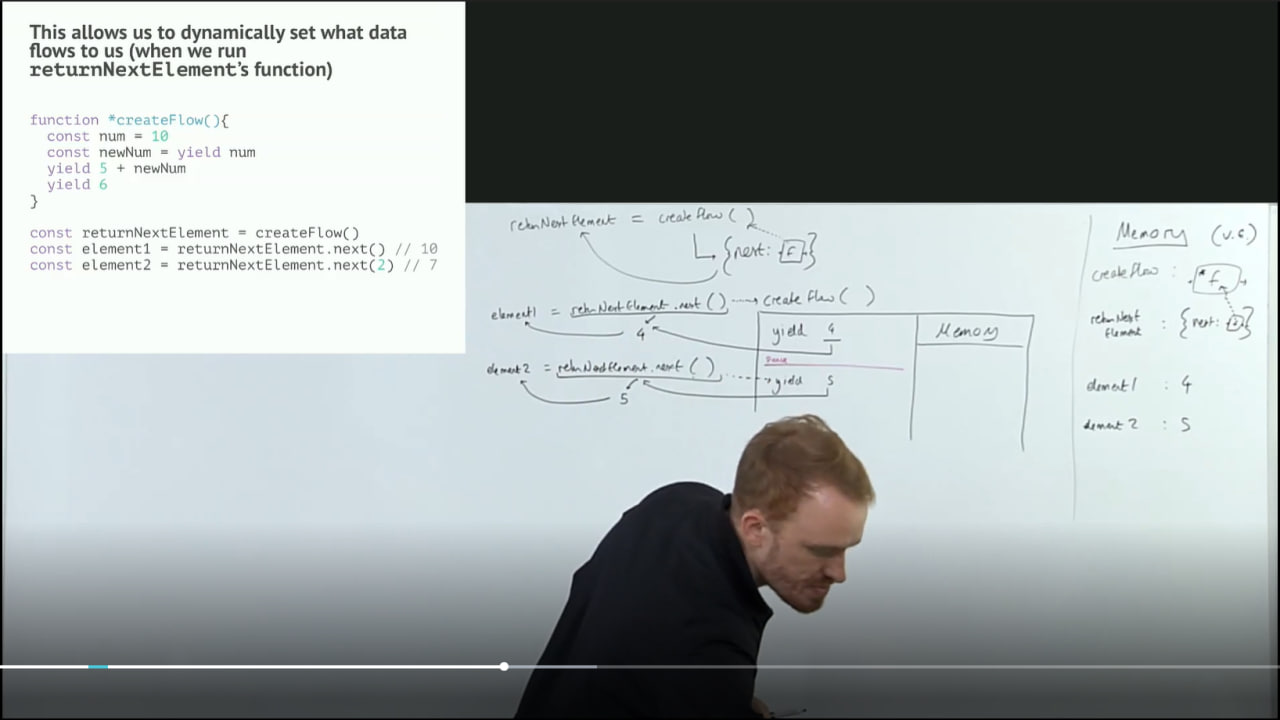 This allows us to dynamically set what data
flows to us (when we run
returnNextElement's function)
function *createFlow(){
const num = 10
const newNum = yield num
yield 5 + newNum
yield 6
}
const returnNextElement = createFlow()
const element1 = returnNextElement.next() // 10
const element2 = returnNextElement.next(2) // 7
returnNextElement = createFlow( )
{next: f}
element1 = returnNextElement.next( ) createFlow( )
4
yield 4
Memory
element2 = returnNextElement.next( )
5
yield 5
Memory (v.s.)
createFlow : *f
returnNext
Element : {next: f}
element1 : 4
element2 : 5